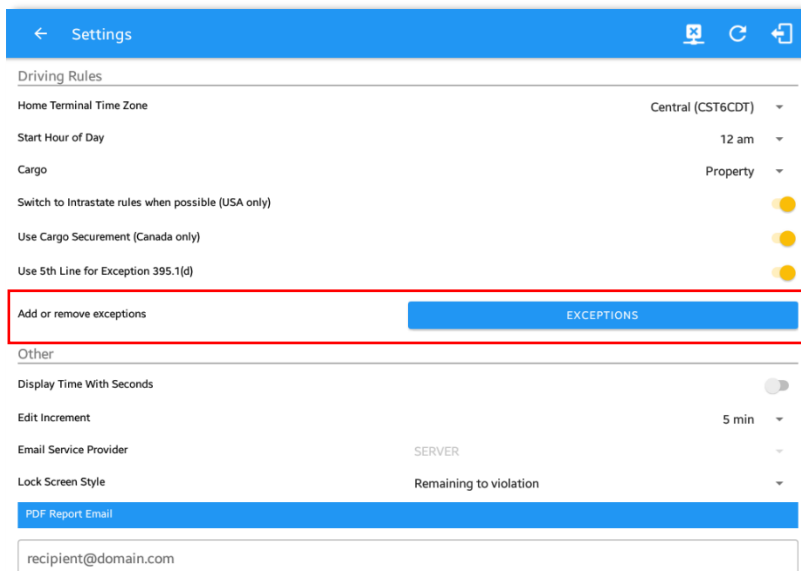 Settings
Driving Rules
Home Terminal Time Zone Central (CST6CDT)
Start Hour of Day 12 am
Cargo Property
Switch to Intrastate rules when possible (USA only)
Use Cargo Securement (Canada only)
Use 5th Line for Exception 395.1(d)
Add or remove exceptions EXCEPTIONS
Other
Display Time With Seconds
Edit Increment 5 min
Email Service Provider SERVER
Lock Screen Style Remaining to violation
PDF Report Email
recipient@domain.com